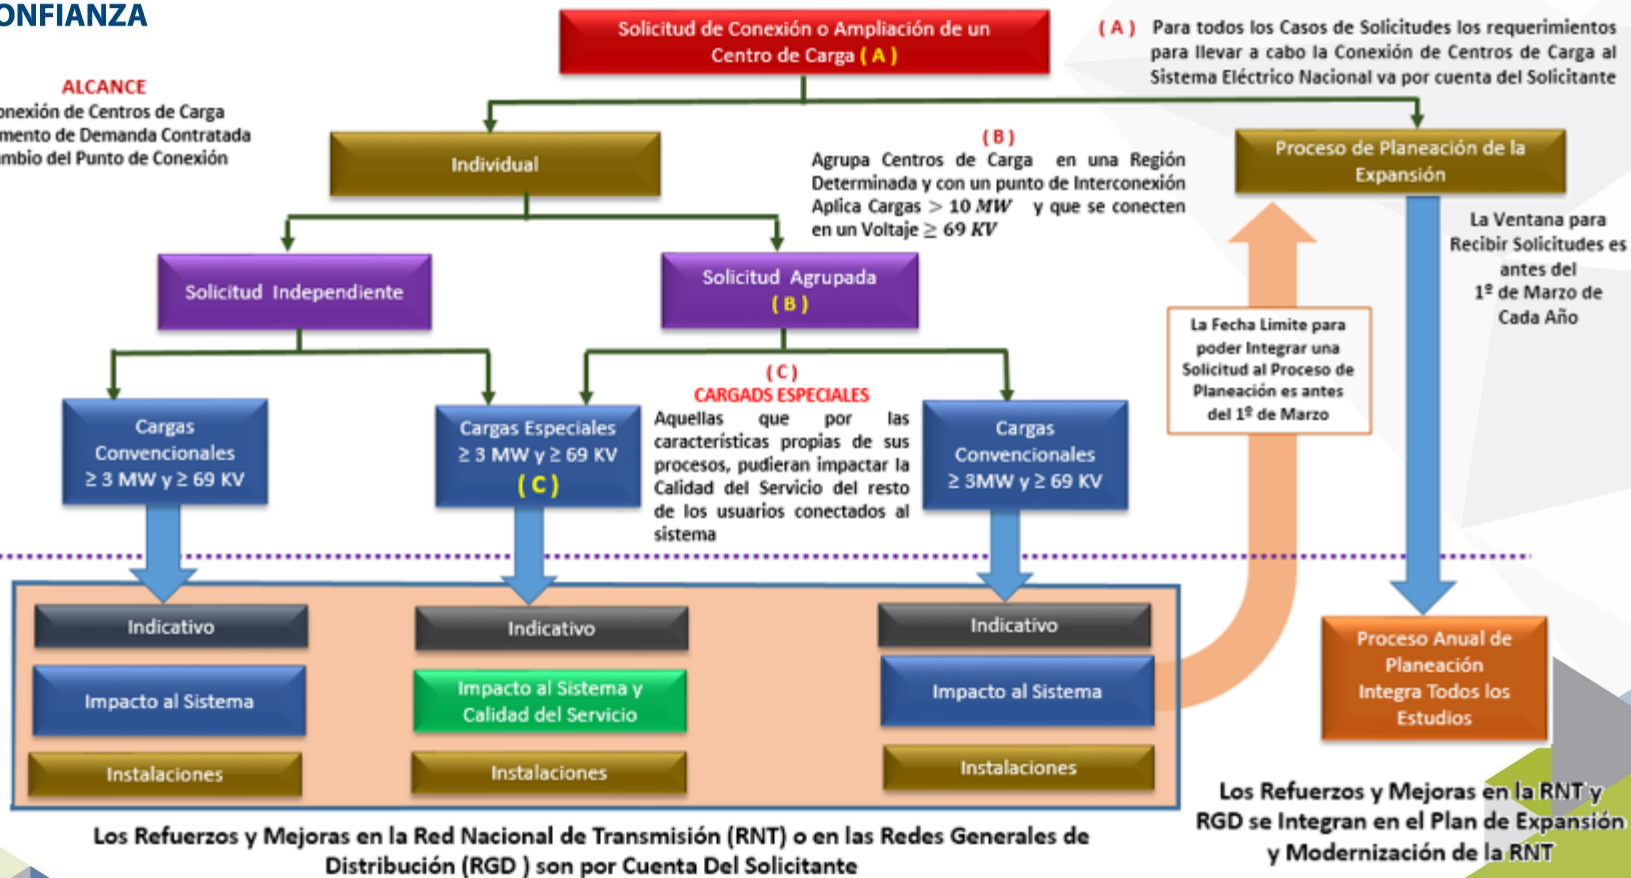 ONFIANZA
Solicitud de Conexión o Ampliación de un
Centro de Carga ( A )
( A ) Para todos los Casos de Solicitudes los requerimientos
para llevar a cabo la Conexión de Centros de Carga al
Sistema Eléctrico Nacional va por cuenta del Solicitante
ALCANCE
onexión de Centros de Carga
mento de Demanda Contratada
mbio del Punto de Conexión
Individual
( B )
Agrupa Centros de Carga en una Región
Determinada y con un punto de Interconexión
Aplica Cargas > 10 MW y que se conecten
en un Voltaje ≥ 69 KV
Proceso de Planeación de la
Expansión
La Ventana para
Recibir Solicitudes es
antes del
1º de Marzo de
Cada Año
Solicitud Independiente
Solicitud Agrupada
( B )
La Fecha Limite para
poder Integrar una
Solicitud al Proceso de
Planeación es antes
del 1º de Marzo
Cargas
Convencionales
≥ 3 MW y ≥ 69 KV
Cargas Especiales
≥ 3 MW y ≥ 69 KV
( C )
( C )
CARGADS ESPECIALES
Aquellas que por las
características propias de sus
procesos, pudieran impactar la
Calidad del Servicio del resto
de los usuarios conectados al
sistema
Cargas
Convencionales
≥ 3MW y ≥ 69 KV
Indicativo
Impacto al Sistema
Instalaciones
Indicativo
Impacto al Sistema y
Calidad del Servicio
Instalaciones
Indicativo
Impacto al Sistema
Instalaciones
Proceso Anual de
Planeación
Integra Todos los
Estudios
Los Refuerzos y Mejoras en la Red Nacional de Transmisión (RNT) o en las Redes Generales de
Distribución (RGD ) son por Cuenta Del Solicitante
Los Refuerzos y Mejoras en la RNT y
RGD se Integran en el Plan de Expansión
y Modernización de la RNT